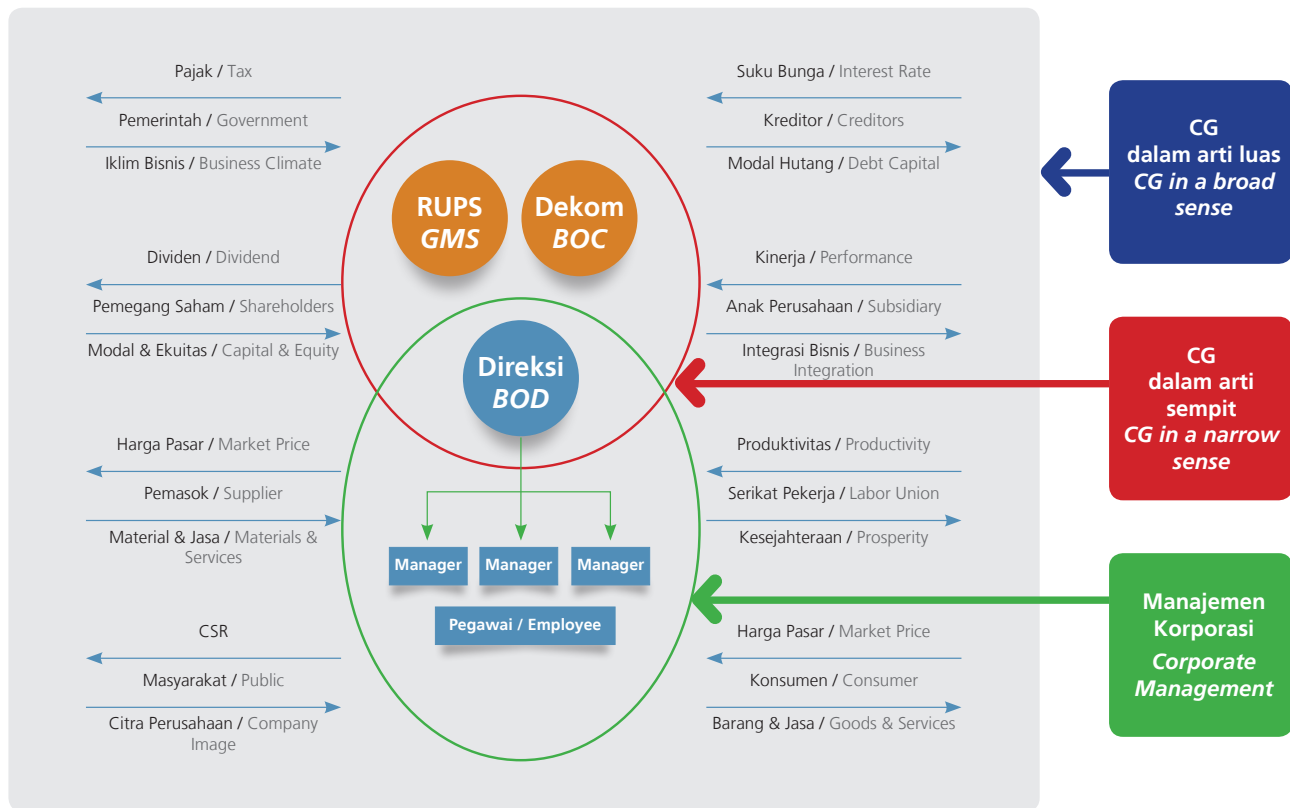 Pajak / Tax
Pemerintah / Government
Iklim Bisnis / Business Climate
Dividen / Dividend
Pemegang Saham / Shareholders
Modal & Ekuitas / Capital & Equity
Harga Pasar / Market Price
Pemasok / Supplier
Material & Jasa / Materials &
Services
CSR
Masyarakat / Public
Citra Perusahaan / Company
Image
RUPS
GMS
Dekom
BOC
Direksi
BOD
Manager
Manager
Manager
Pegawai / Employee
Suku Bunga / Interest Rate
Kreditor / Creditors
Modal Hutang / Debt Capital
Kinerja / Performance
Anak Perusahaan / Subsidiary
Integrasi Bisnis / Business
Integration
Produktivitas / Productivity
Serikat Pekerja / Labor Union
Kesejahteraan / Prosperity
Harga Pasar / Market Price
Konsumen / Consumer
Barang & Jasa / Goods & Services
CG
dalam arti luas
CG in a broad
sense
CG
dalam arti
sempit
CG in a narrow
sense
Manajemen
Korporasi
Corporate
Management